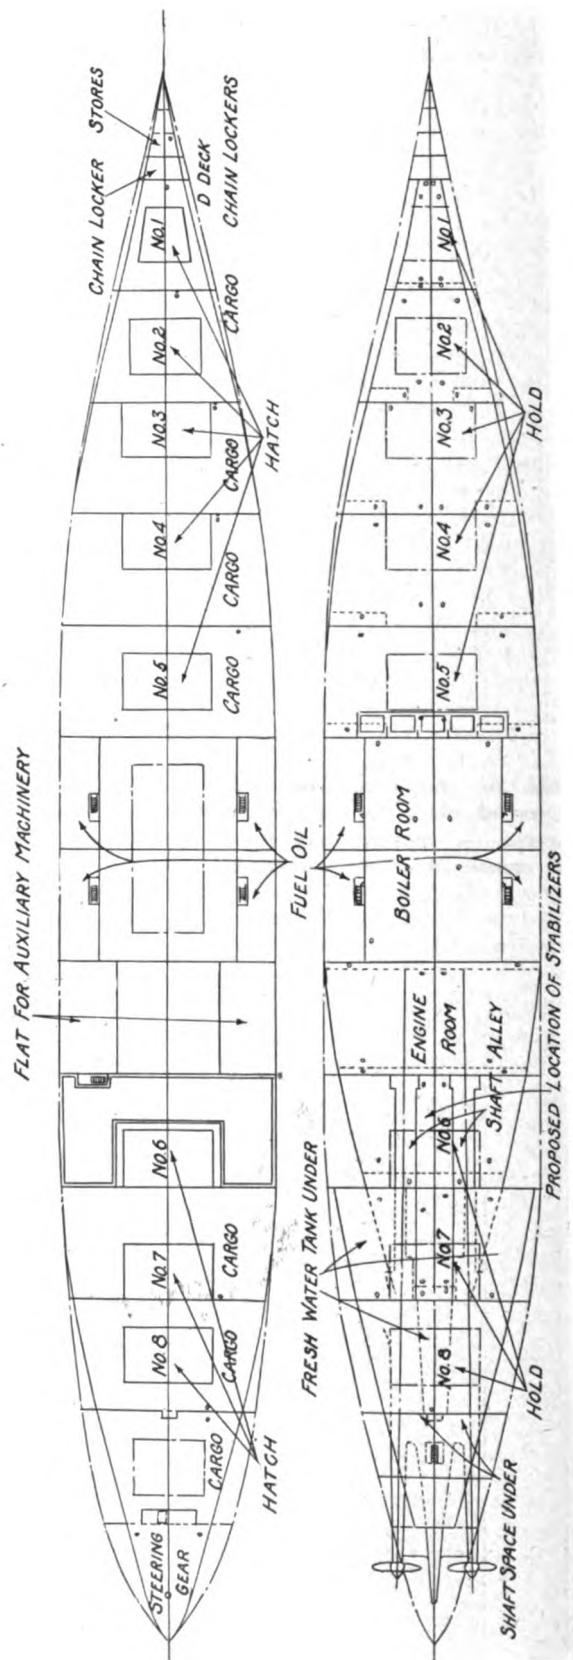 STORES
CHAIN LOCKER
D DECK
CHAIN LOCKERS
No.1
CARGO
No.2
No.3
CARGO
HATCH
No.4
CARGO
No.5
CARGO
FLAT FOR AUXILIARY MACHINERY
FUEL OIL
No.6
No.7
CARGO
No.8
CARGO
HATCH
CARGO
STEERING
GEAR
No.1
No.2
No.3
HOLD
No.4
No.5
BOILER ROOM
ENGINE
ROOM
SHAFT ALLEY
PROPOSED LOCATION OF STABILIZERS
No.6
FRESH WATER TANK UNDER
No.7
No.8
HOLD
SHAFT SPACE UNDER